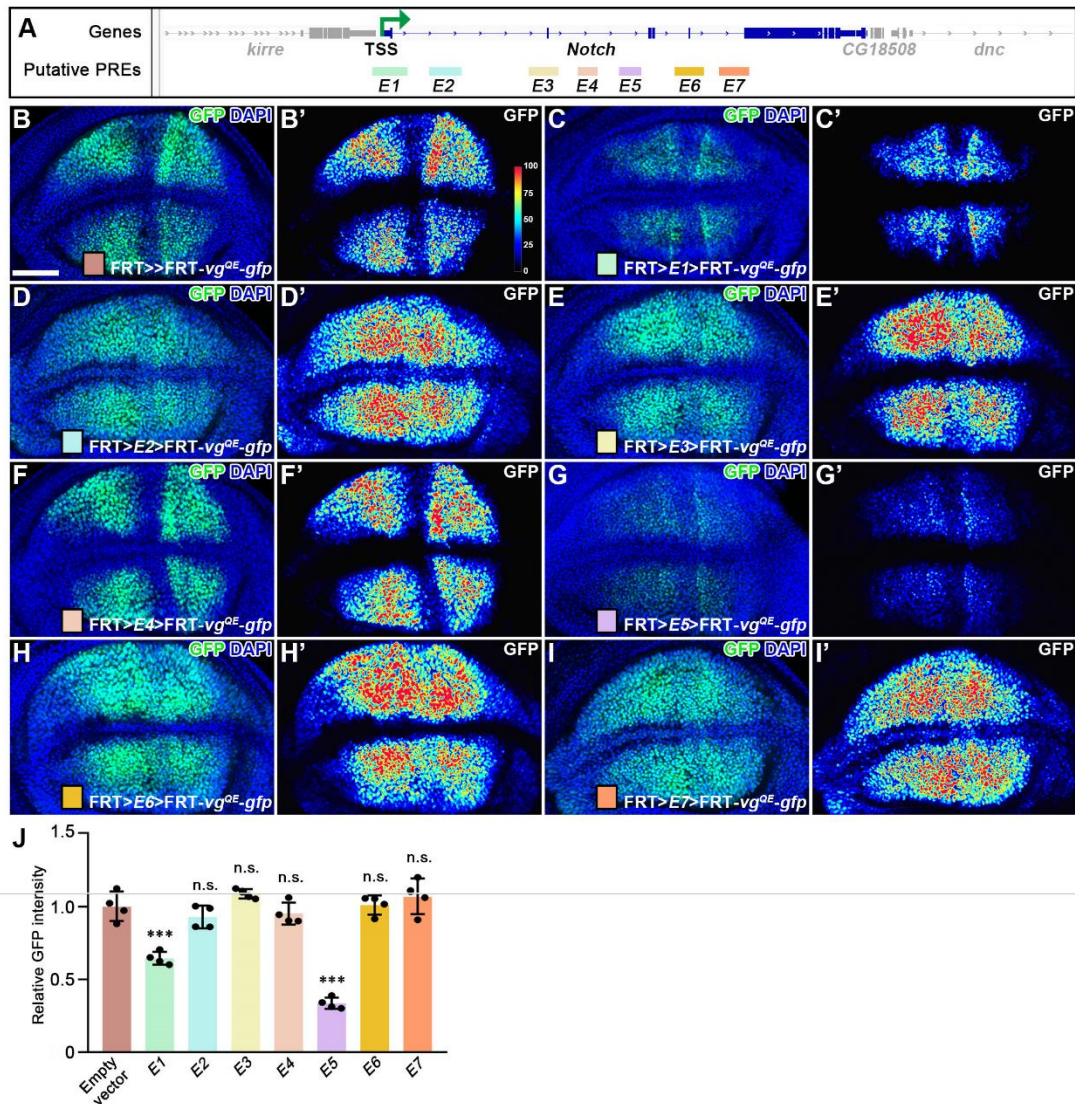 A
Genes
kirre
TSS
Notch
CG18508
dnc
Putative PREs
E1
E2
E3
E4
E5
E6
E7
B
GFP DAPI
FRT>>FRT-vgQE-gfp
B'
GFP
100
75
50
25
0
C
GFP DAPI
FRT>E1>FRT-vgQE-gfp
C'
GFP
D
GFP DAPI
FRT>E2>FRT-vgQE-gfp
D'
GFP
E
GFP DAPI
FRT>E3>FRT-vgQE-gfp
E'
GFP
F
GFP DAPI
FRT>E4>FRT-vgQE-gfp
F'
GFP
G
GFP DAPI
FRT>E5>FRT-vgQE-gfp
G'
GFP
H
GFP DAPI
FRT>E6>FRT-vgQE-gfp
H'
GFP
I
GFP DAPI
FRT>E7>FRT-vgQE-gfp
I'
GFP
J
Relative GFP Intensity
1.5
1.0
0.5
0
***
n.s.
n.s.
n.s.
***
n.s.
n.s.
Empty
vector
E1
E2
E3
E4
E5
E6
E7